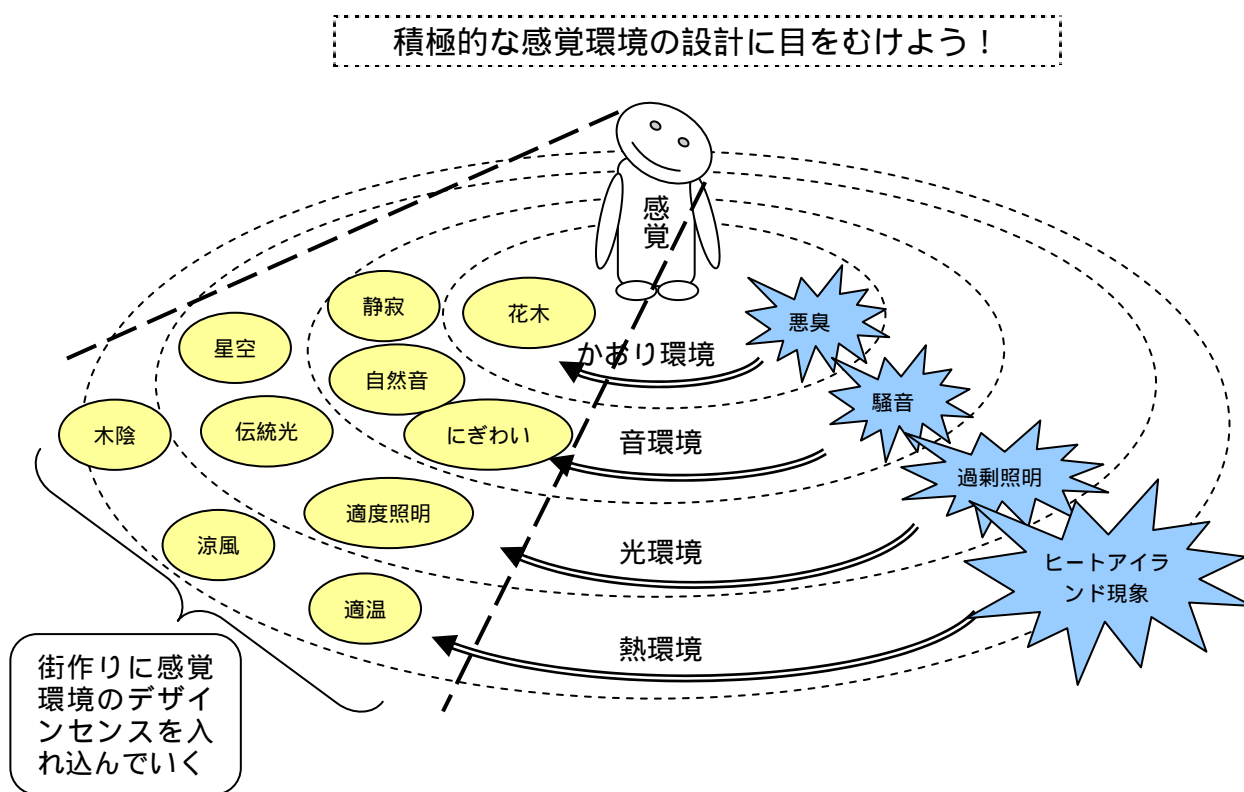 積極的な感覚環境の設計に目をむけよう！
感
覚
静寂
花木
悪臭
星空
かおり環境
自然音
騒音
木陰
伝統光
にぎわい
音環境
過剰照明
適度照明
涼風
光環境
ヒートアイラ
ンド現象
適温
熱環境
街作りに感覚
環境のデザイ
ンセンスを入
れ込んでいく